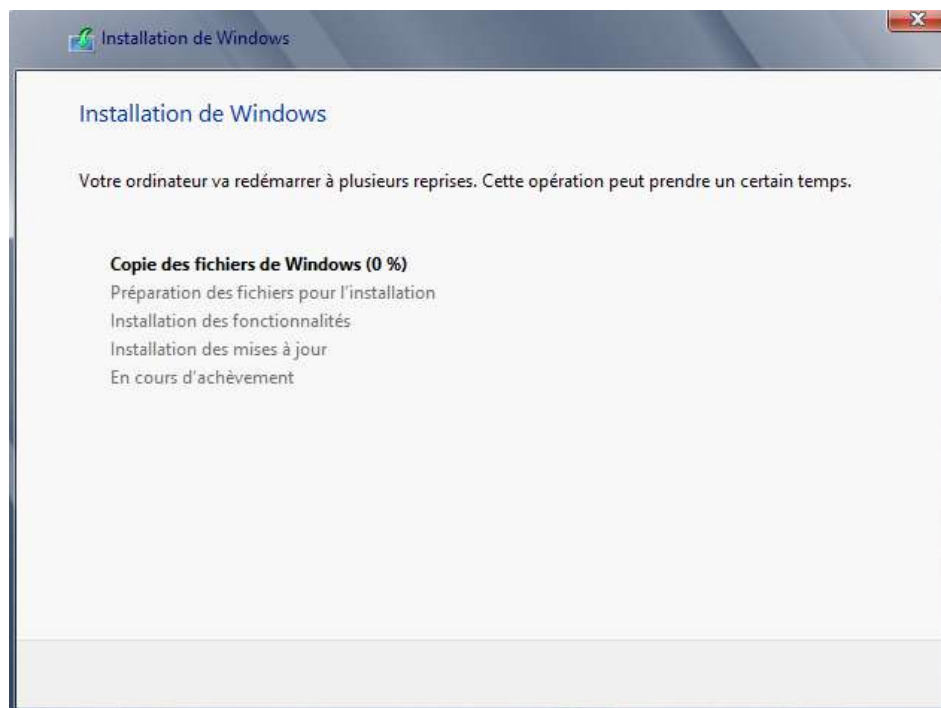 Installation de Windows
Installation de Windows
Votre ordinateur va redémarrer à plusieurs reprises. Cette opération peut prendre un certain temps.
Copie des fichiers de Windows (0 %)
Préparation des fichiers pour l'installation
Installation des fonctionnalités
Installation des mises à jour
En cours d'achèvement